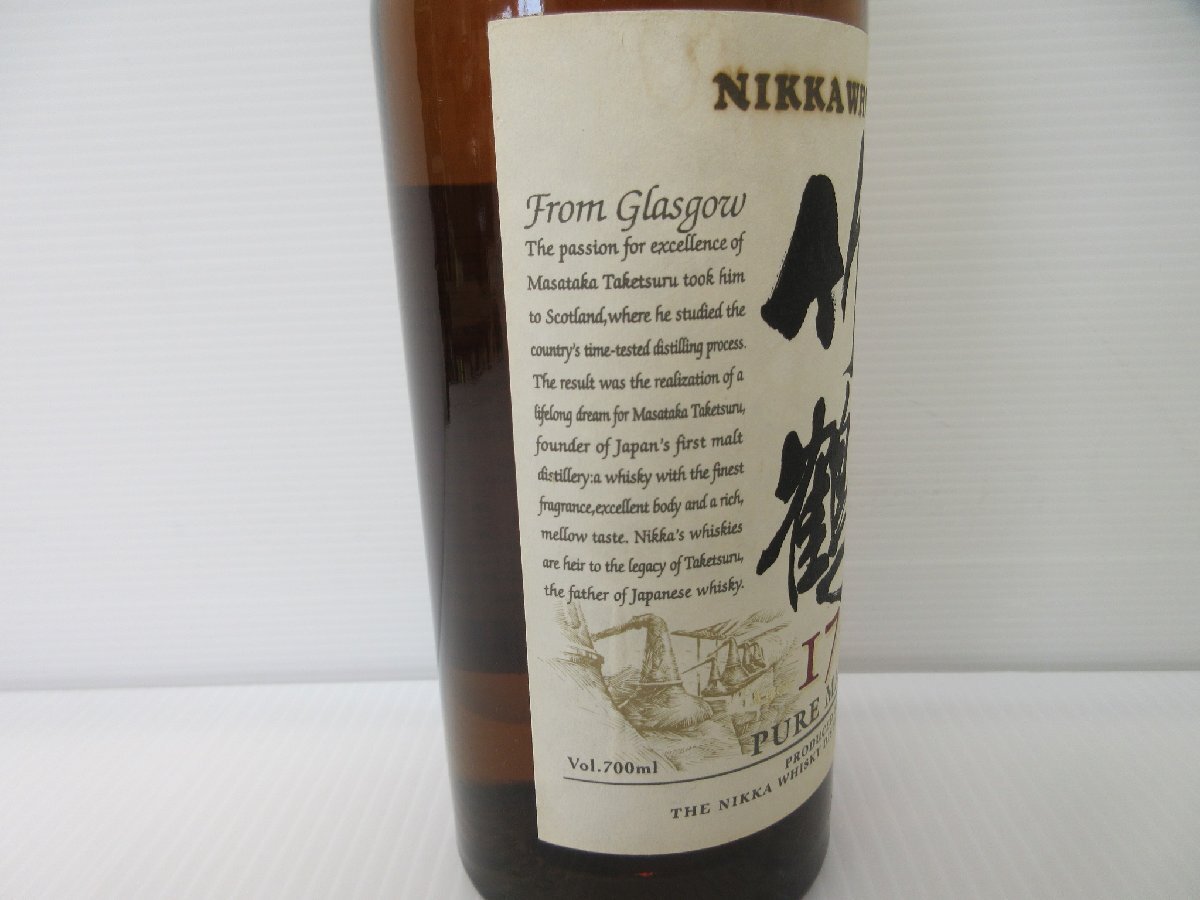 NIKKA
From Glasgow
The passion for excellence of
Masataka Taketsuru took him
to Scotland,where he studied the
country's time-tested distilling process.
The result was the realization of a
lifelong dream for Masataka Taketsuru,
founder of Japan's first malt
distillery:a whisky with the finest
fragrance,excellent body and a rich,
mellow taste. Nikka's whiskies
are heir to the legacy of Taketsuru,
the father of Japanese whisky.
竹鶴
17
PURE
Vol.700ml
THE NIKKA WHISKY